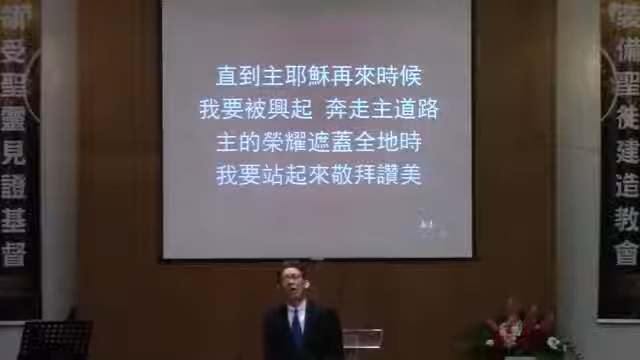 直到主耶穌再來時候
我要被興起 奔走主道路
主的榮耀遮蓋全地時
我要站起來敬拜讚美
御受聖靈見證基督
裝備聖徒建造教會